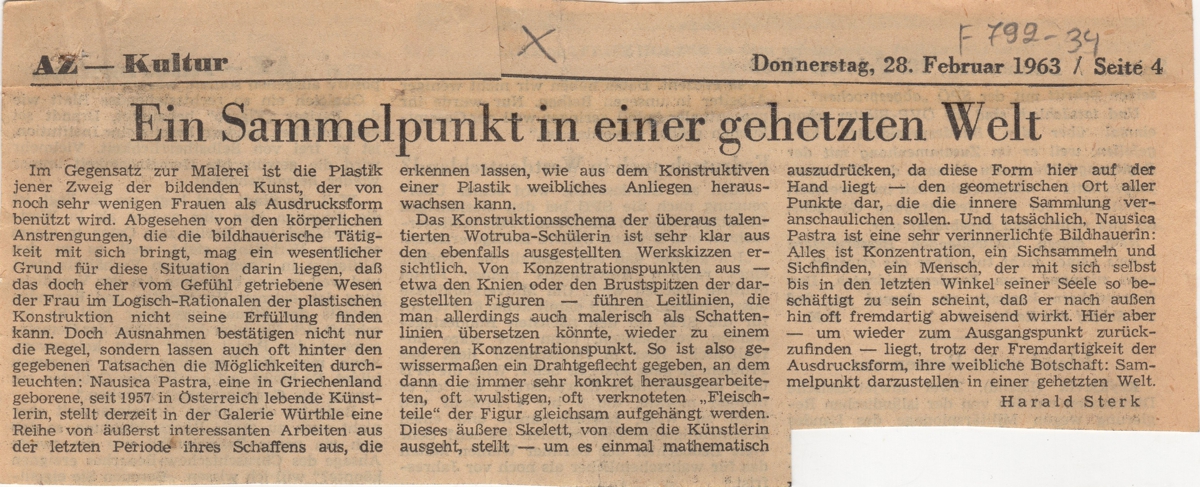 AZ — Kultur
X
F 792-34
Donnerstag, 28. Februar 1963 / Seite 4
Ein Sammelpunkt in einer gehetzten Welt
Im Gegensatz zur Malerei ist die Plastik
jener Zweig der bildenden Kunst, der von
noch sehr wenigen Frauen als Ausdrucksform
benützt wird. Abgesehen von den körperlichen
Anstrengungen, die die bildhauerische Tätig-
keit mit sich bringt, mag ein wesentlicher
Grund für diese Situation darin liegen, daß
das doch eher vom Gefühl getriebene Wesen
der Frau im Logisch-Rationalen der plastischen
Konstruktion nicht seine Erfüllung finden
kann. Doch Ausnahmen bestätigen nicht nur
die Regel, sondern lassen auch oft hinter den
gegebenen Tatsachen die Möglichkeiten durch-
leuchten: Nausica Pastra, eine in Griechenland
geborene, seit 1957 in Österreich lebende Künst-
lerin, stellt derzeit in der Galerie Würthle eine
Reihe von äußerst interessanten Arbeiten aus
der letzten Periode ihres Schaffens aus, die
erkennen lassen, wie aus dem Konstruktiven
einer Plastik weibliches Anliegen heraus-
wachsen kann.
Das Konstruktionsschema der überaus talen-
tierten Wotruba-Schülerin ist sehr klar aus
den ebenfalls ausgestellten Werkskizzen er-
sichtlich. Von Konzentrationspunkten aus —
etwa den Knien oder den Brustspitzen der dar-
gestellten Figuren — führen Leitlinien, die
man allerdings auch malerisch als Schatten-
linien übersetzen könnte, wieder zu einem
anderen Konzentrationspunkt. So ist also ge-
wissermaßen ein Drahtgeflecht gegeben, an dem
dann die immer sehr konkret herausgearbeite-
ten, oft wulstigen, oft verknoteten „Fleisch-
teile“ der Figur gleichsam aufgehängt werden.
Dieses äußere Skelett, von dem die Künstlerin
ausgeht, stellt — um es einmal mathematisch
auszudrücken, da diese Form hier auf der
Hand liegt — den geometrischen Ort aller
Punkte dar, die die innere Sammlung ver-
anschaulichen sollen. Und tatsächlich, Nausica
Pastra ist eine sehr verinnerlichte Bildhauerin:
Alles ist Konzentration, ein Sichsammeln und
Sichfinden, ein Mensch, der mit sich selbst
bis in den letzten Winkel seiner Seele so be-
schäftigt zu sein scheint, daß er nach außen
hin oft fremdartig abweisend wirkt. Hier aber
— um wieder zum Ausgangspunkt zurück-
zufinden — liegt, trotz der Fremdartigkeit der
Ausdrucksform, ihre weibliche Botschaft: Sam-
melpunkt darzustellen in einer gehetzten Welt.
Harald Sterk